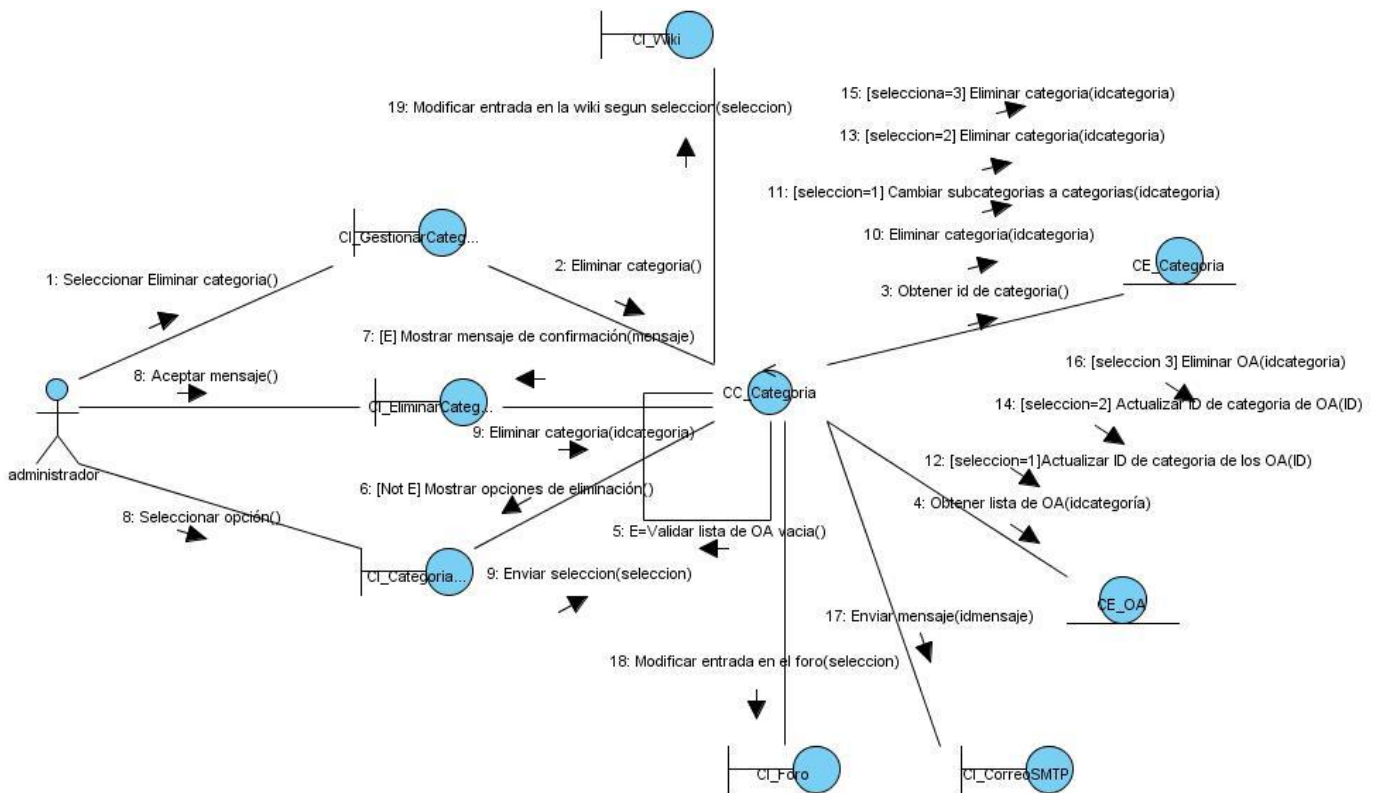 CI_Wiki
19: Modificar entrada en la wiki segun seleccion(seleccion)
15: [selecciona=3] Eliminar categoria(idcategoria)
13: [seleccion=2] Eliminar categoria(idcategoria)
11: [seleccion=1] Cambiar subcategorias a categorias(idcategoria)
10: Eliminar categoria(idcategoria)
CI_GestionarCateg...
1: Seleccionar Eliminar categoria()
2: Eliminar categoria()
CE_Categoria
3: Obtener id de categoria()
7: [E] Mostrar mensaje de confirmación(mensaje)
16: [seleccion 3] Eliminar OA(idcategoria)
8: Aceptar mensaje()
CC_Categoria
CI_EliminarCateg...
14: [seleccion=2] Actualizar ID de categoria de OA(ID)
9: Eliminar categoria(idcategoria)
12: [seleccion=1]Actualizar ID de categoria de los OA(ID)
administrador
6: [Not E] Mostrar opciones de eliminación()
4: Obtener lista de OA(idcategoría)
8: Seleccionar opción()
5: E=Validar lista de OA vacia()
CI_Categoria...
9: Enviar seleccion(seleccion)
CE_OA
17: Enviar mensaje(idmensaje)
18: Modificar entrada en el foro(seleccion)
CI_Foro
CI_CorreoSMTP